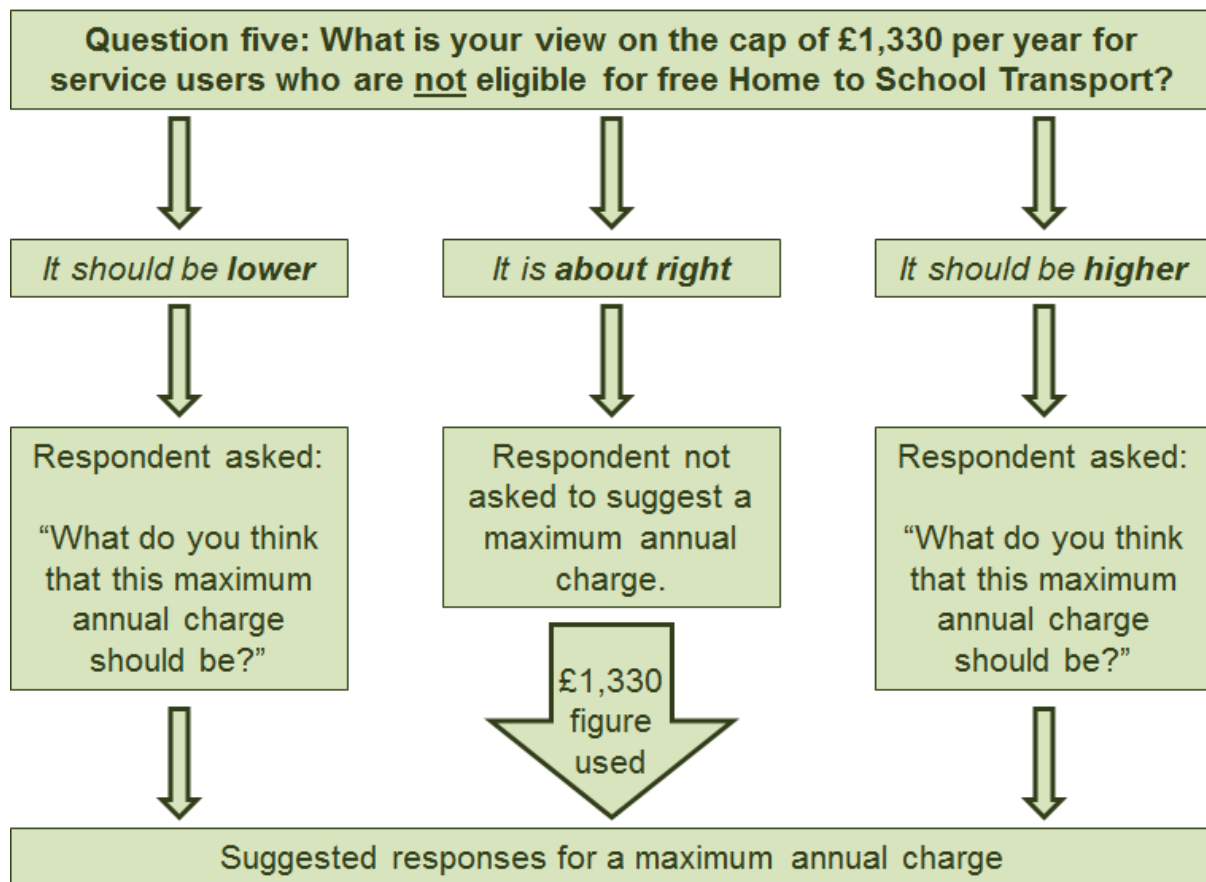 Question five: What is your view on the cap of £1,330 per year for
service users who are not eligible for free Home to School Transport?
It should be lower
It is about right
It should be higher
Respondent asked:
“What do you think
that this maximum
annual charge
should be?”
Respondent not
asked to suggest a
maximum annual
charge.
£1,330
figure
used
Respondent asked:
“What do you think
that this maximum
annual charge
should be?”
Suggested responses for a maximum annual charge